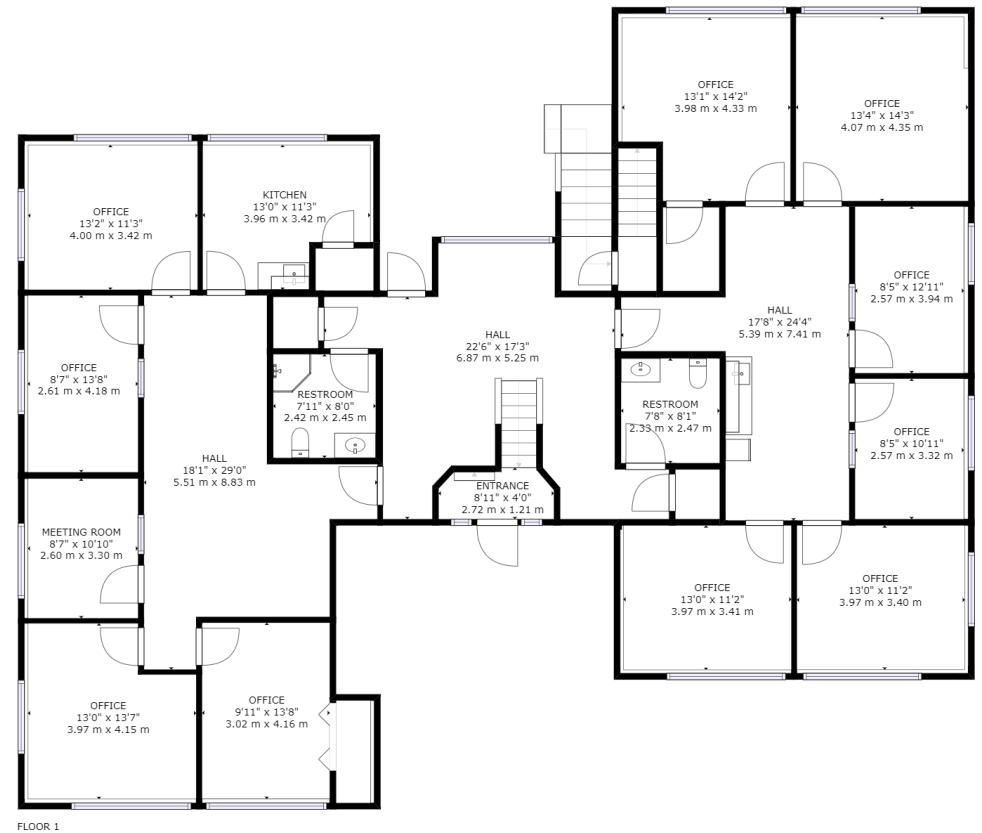 OFFICE
13'1" x 14'2"
3.98 m x 4.33 m
OFFICE
13'4" x 14'3"
4.07 m x 4.35 m
OFFICE
13'2" x 11'3"
4.00 m x 3.42 m
KITCHEN
13'0" x 11'3"
3.96 m x 3.42 m
OFFICE
8'5" x 12'11"
2.57 m x 3.94 m
HALL
17'8" x 24'4"
5.39 m x 7.41 m
HALL
22'6" x 17'3"
6.87 m x 5.25 m
OFFICE
8'7" x 13'8"
2.61 m x 4.18 m
RESTROOM
7'11" x 8'0"
2.42 m x 2.45 m
RESTROOM
7'8" x 8'1"
2.33 m x 2.47 m
OFFICE
8'5" x 10'11"
2.57 m x 3.32 m
HALL
18'1" x 29'0"
5.51 m x 8.83 m
ENTRANCE
8'11" x 4'0"
2.72 m x 1.21 m
MEETING ROOM
8'7" x 10'10"
2.60 m x 3.30 m
OFFICE
13'0" x 11'2"
3.97 m x 3.41 m
OFFICE
13'0" x 11'2"
3.97 m x 3.40 m
OFFICE
13'0" x 13'7"
3.97 m x 4.15 m
OFFICE
9'11" x 13'8"
3.02 m x 4.16 m
FLOOR 1